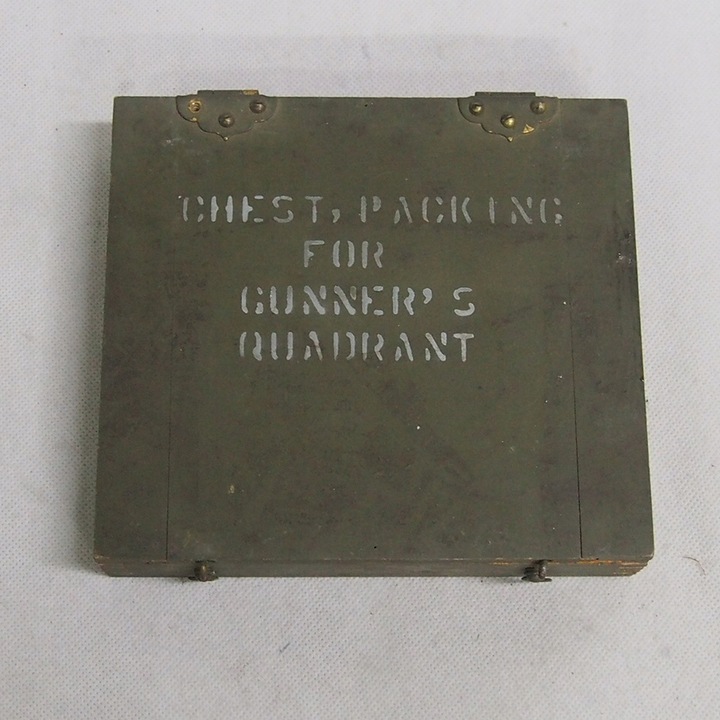 CHEST, PACKING
FOR
GUNNER'S
QUADRANT